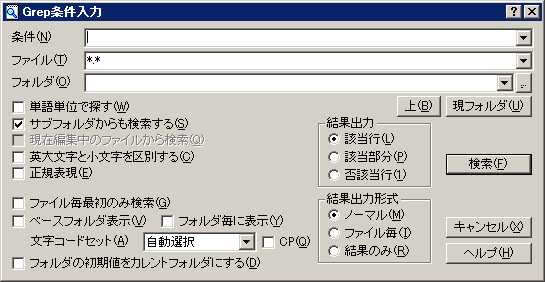 Grep条件入力
条件(N)
ファイル(T) **
フォルダ(O) ...
上(B) 現フォルダ(U)
単語単位で探す(W)
サブフォルダからも検索する(S)
現在編集中のファイルから検索(Q)
英大文字と小文字を区別する(C)
正規表現(E)
結果出力
該当行(L)
該当部分(P)
否該当行(1)
検索(F)
ファイル毎最初のみ検索(G)
ベースフォルダ表示(V) フォルダ毎に表示(Y)
文字コードセット(A) 自動選択 CP(Q)
フォルダの初期値をカレントフォルダにする(D)
結果出力形式
ノーマル(M)
ファイル毎(I)
結果のみ(R)
キャンセル(X)
ヘルプ(H)